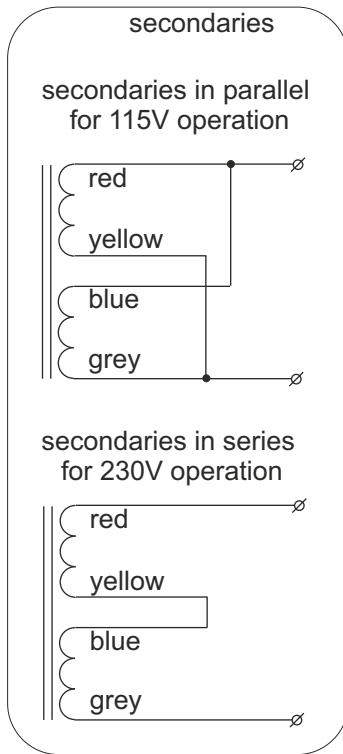 secondaries
secondaries in parallel
for 115V operation
red
yellow
blue
grey
secondaries in series
for 230V operation
red
yellow
blue
grey